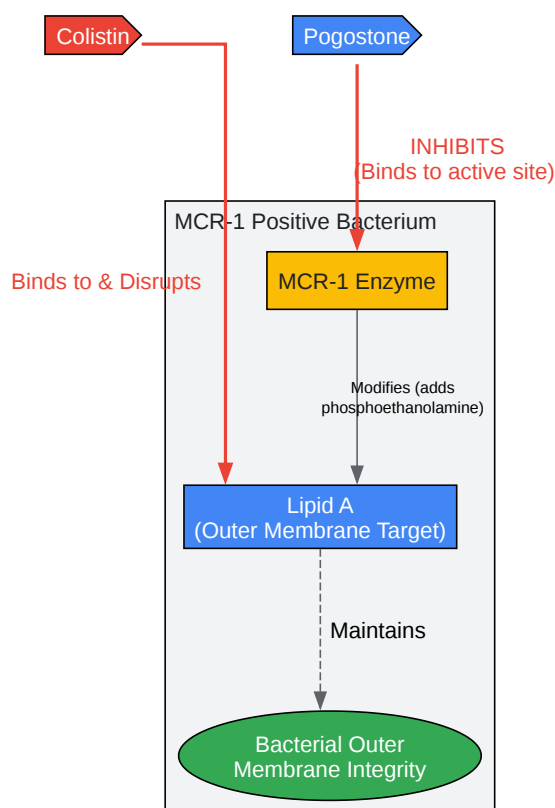 Colistin
Pogostone
INHIBITS
(Binds to active site)
MCR-1 Positive Bacterium
Binds to & Disrupts
MCR-1 Enzyme
Modifies (adds
phosphoethanolamine)
Lipid A
(Outer Membrane Target)
Maintains
Bacterial Outer
Membrane Integrity